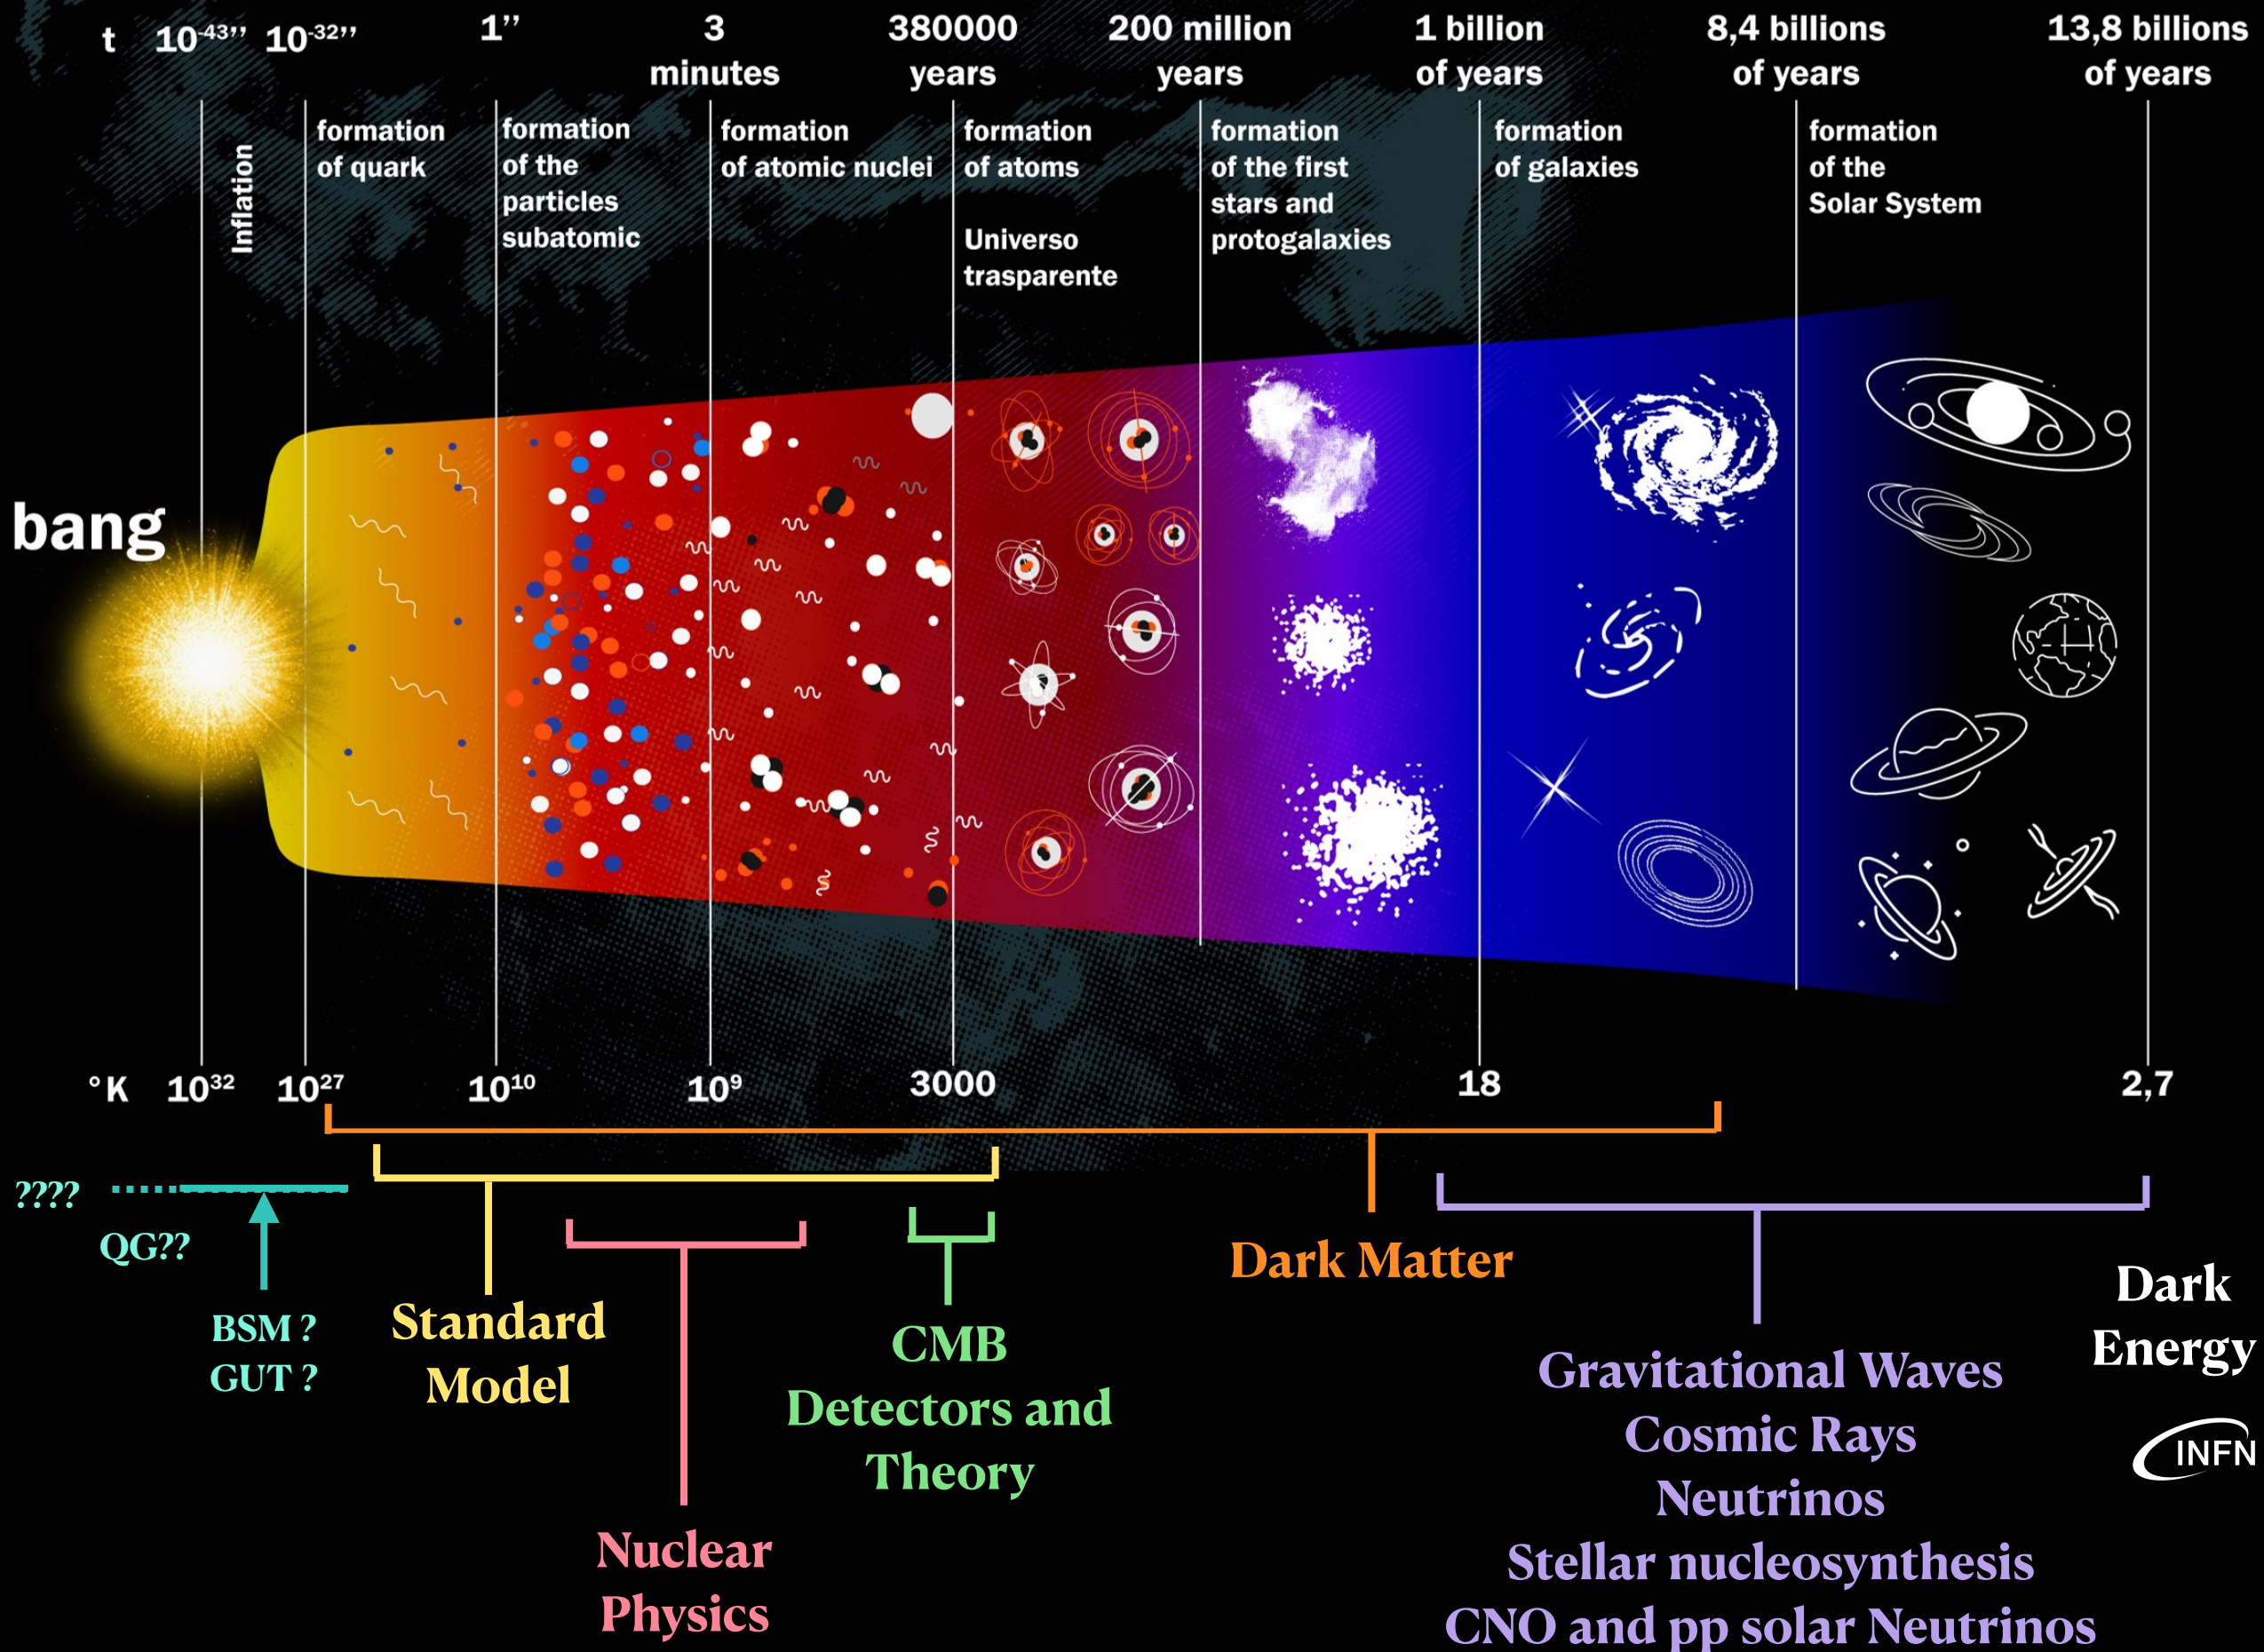 t 10⁻⁴³’’ 10⁻³²’’ 1’’ 3 380000 200 million 1 billion 8,4 billions 13,8 billions
minutes years years of years of years of years
Inflation
formation
of quark
formation
of the
particles
subatomic
formation
of atomic nuclei
formation
of atoms
Universo
trasparente
formation
of the first
stars and
protogalaxies
formation
of galaxies
formation
of the
Solar System
bang
°K 10³² 10²⁷ 10¹⁰ 10⁹ 3000 18 2,7
????
QG??
BSM ?
GUT ?
Standard
Model
Nuclear
Physics
CMB
Detectors and
Theory
Dark Matter
Gravitational Waves
Cosmic Rays
Neutrinos
Stellar nucleosynthesis
CNO and pp solar Neutrinos
Dark
Energy
INFN